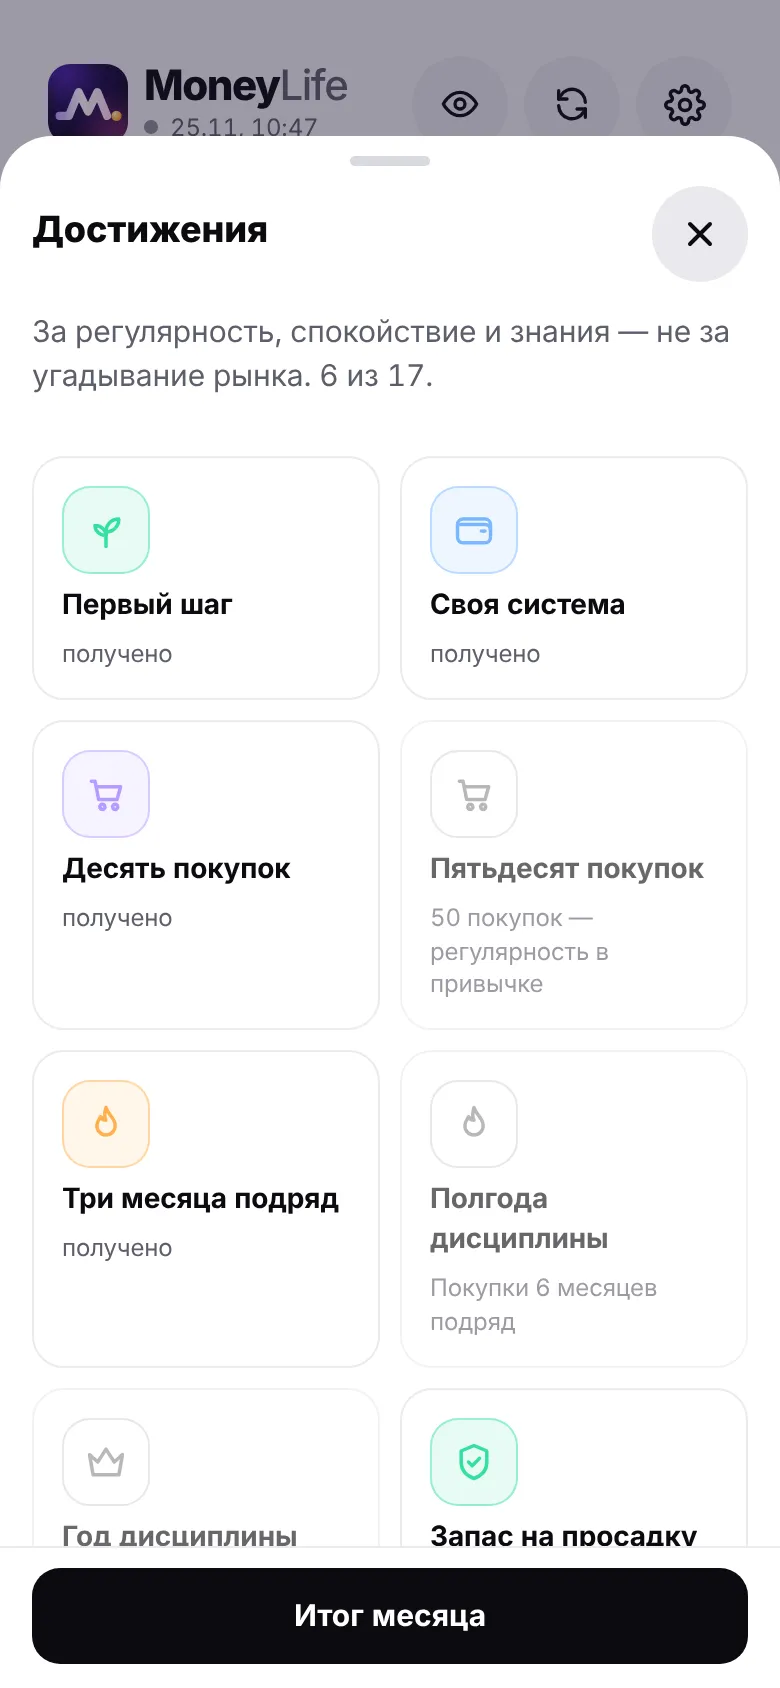 MoneyLife
25.11, 10:47
Достижения
За регулярность, спокойствие и знания — не за
угадывание рынка. 6 из 17.
Первый шаг
получено
Своя система
получено
Десять покупок
получено
Пятьдесят покупок
50 покупок —
регулярность в
привычке
Три месяца подряд
получено
Полгода
дисциплины
Покупки 6 месяцев
подряд
Год дисциплины
Запас на просадку
Итог месяца